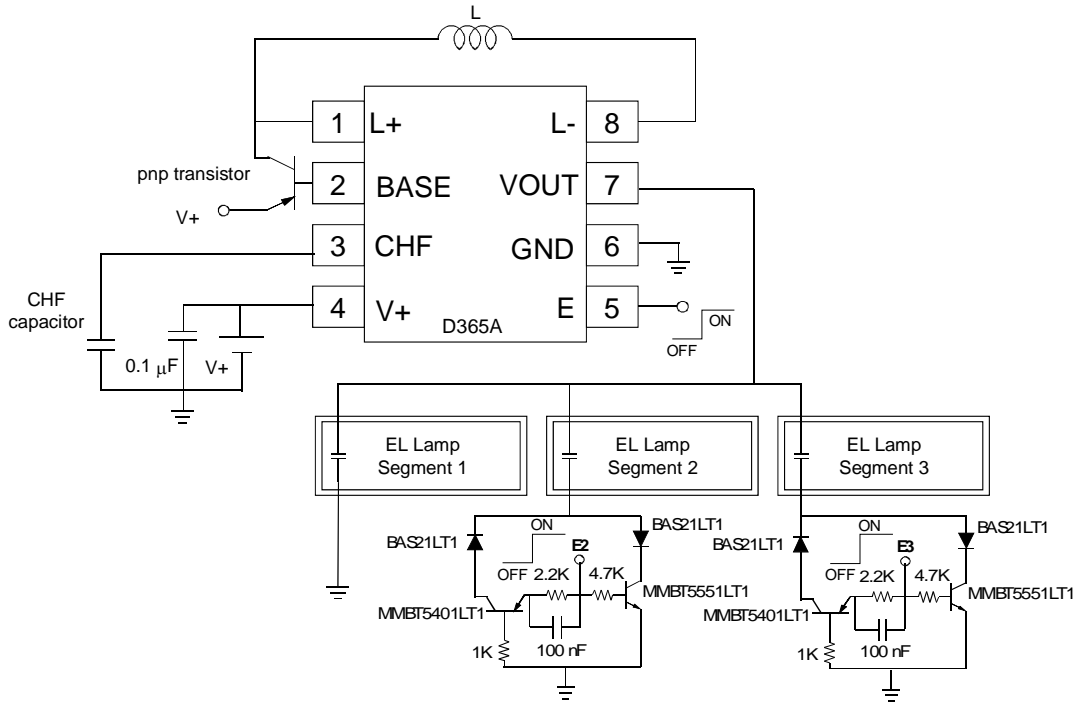 L
1
L+
L-
8
pnp transistor
2
BASE
VOUT
7
V+
3
CHF
GND
6
CHF
capacitor
4
V+
E
5
D365A
ON
OFF
0.1 μF
V+
EL Lamp
Segment 1
EL Lamp
Segment 2
EL Lamp
Segment 3
BAS21LT1
ON
OFF
E2
BAS21LT1
2.2K
4.7K
MMBT5551LT1
MMBT5401LT1
1K
100 nF
BAS21LT1
ON
OFF
E3
BAS21LT1
2.2K
4.7K
MMBT5551LT1
MMBT5401LT1
1K
100 nF